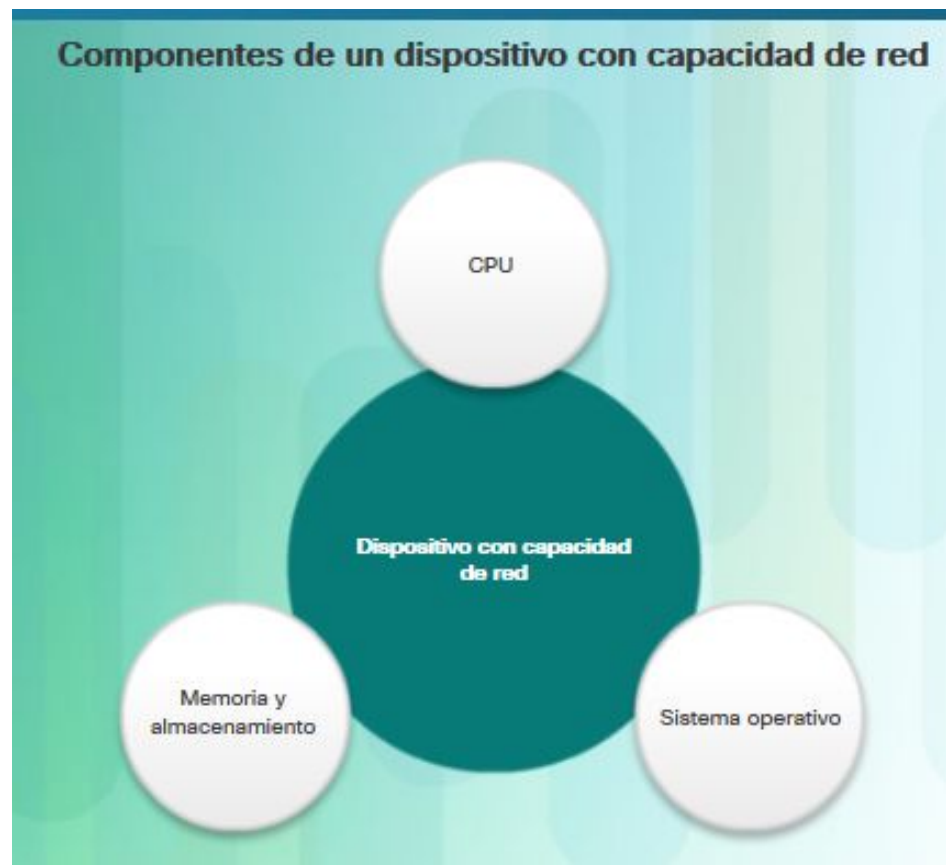 Componentes de un dispositivo con capacidad de red
CPU
Dispositivo con capacidad
de red
Memoria y
almacenamiento
Sistema operativo